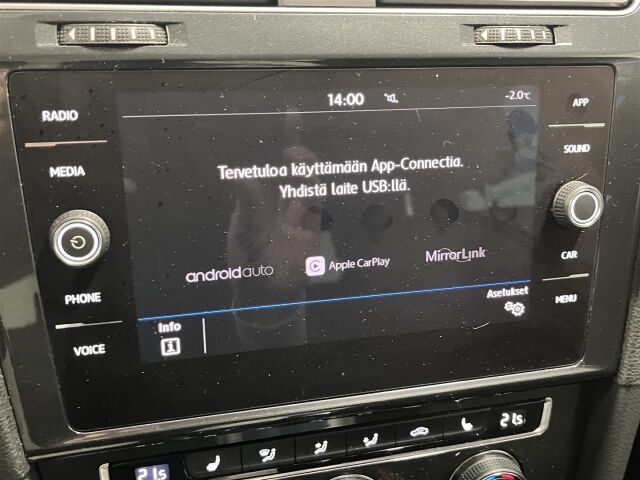 14:00
-2.0°C
RADIO
MEDIA
PHONE
VOICE
APP
SOUND
CAR
MENU
Tervetuloa käyttämään App-Connectia.
Yhdistä laite USB:llä.
androidauto
Apple CarPlay
MirrorLink
Info
Asetukset
21.5
21.5